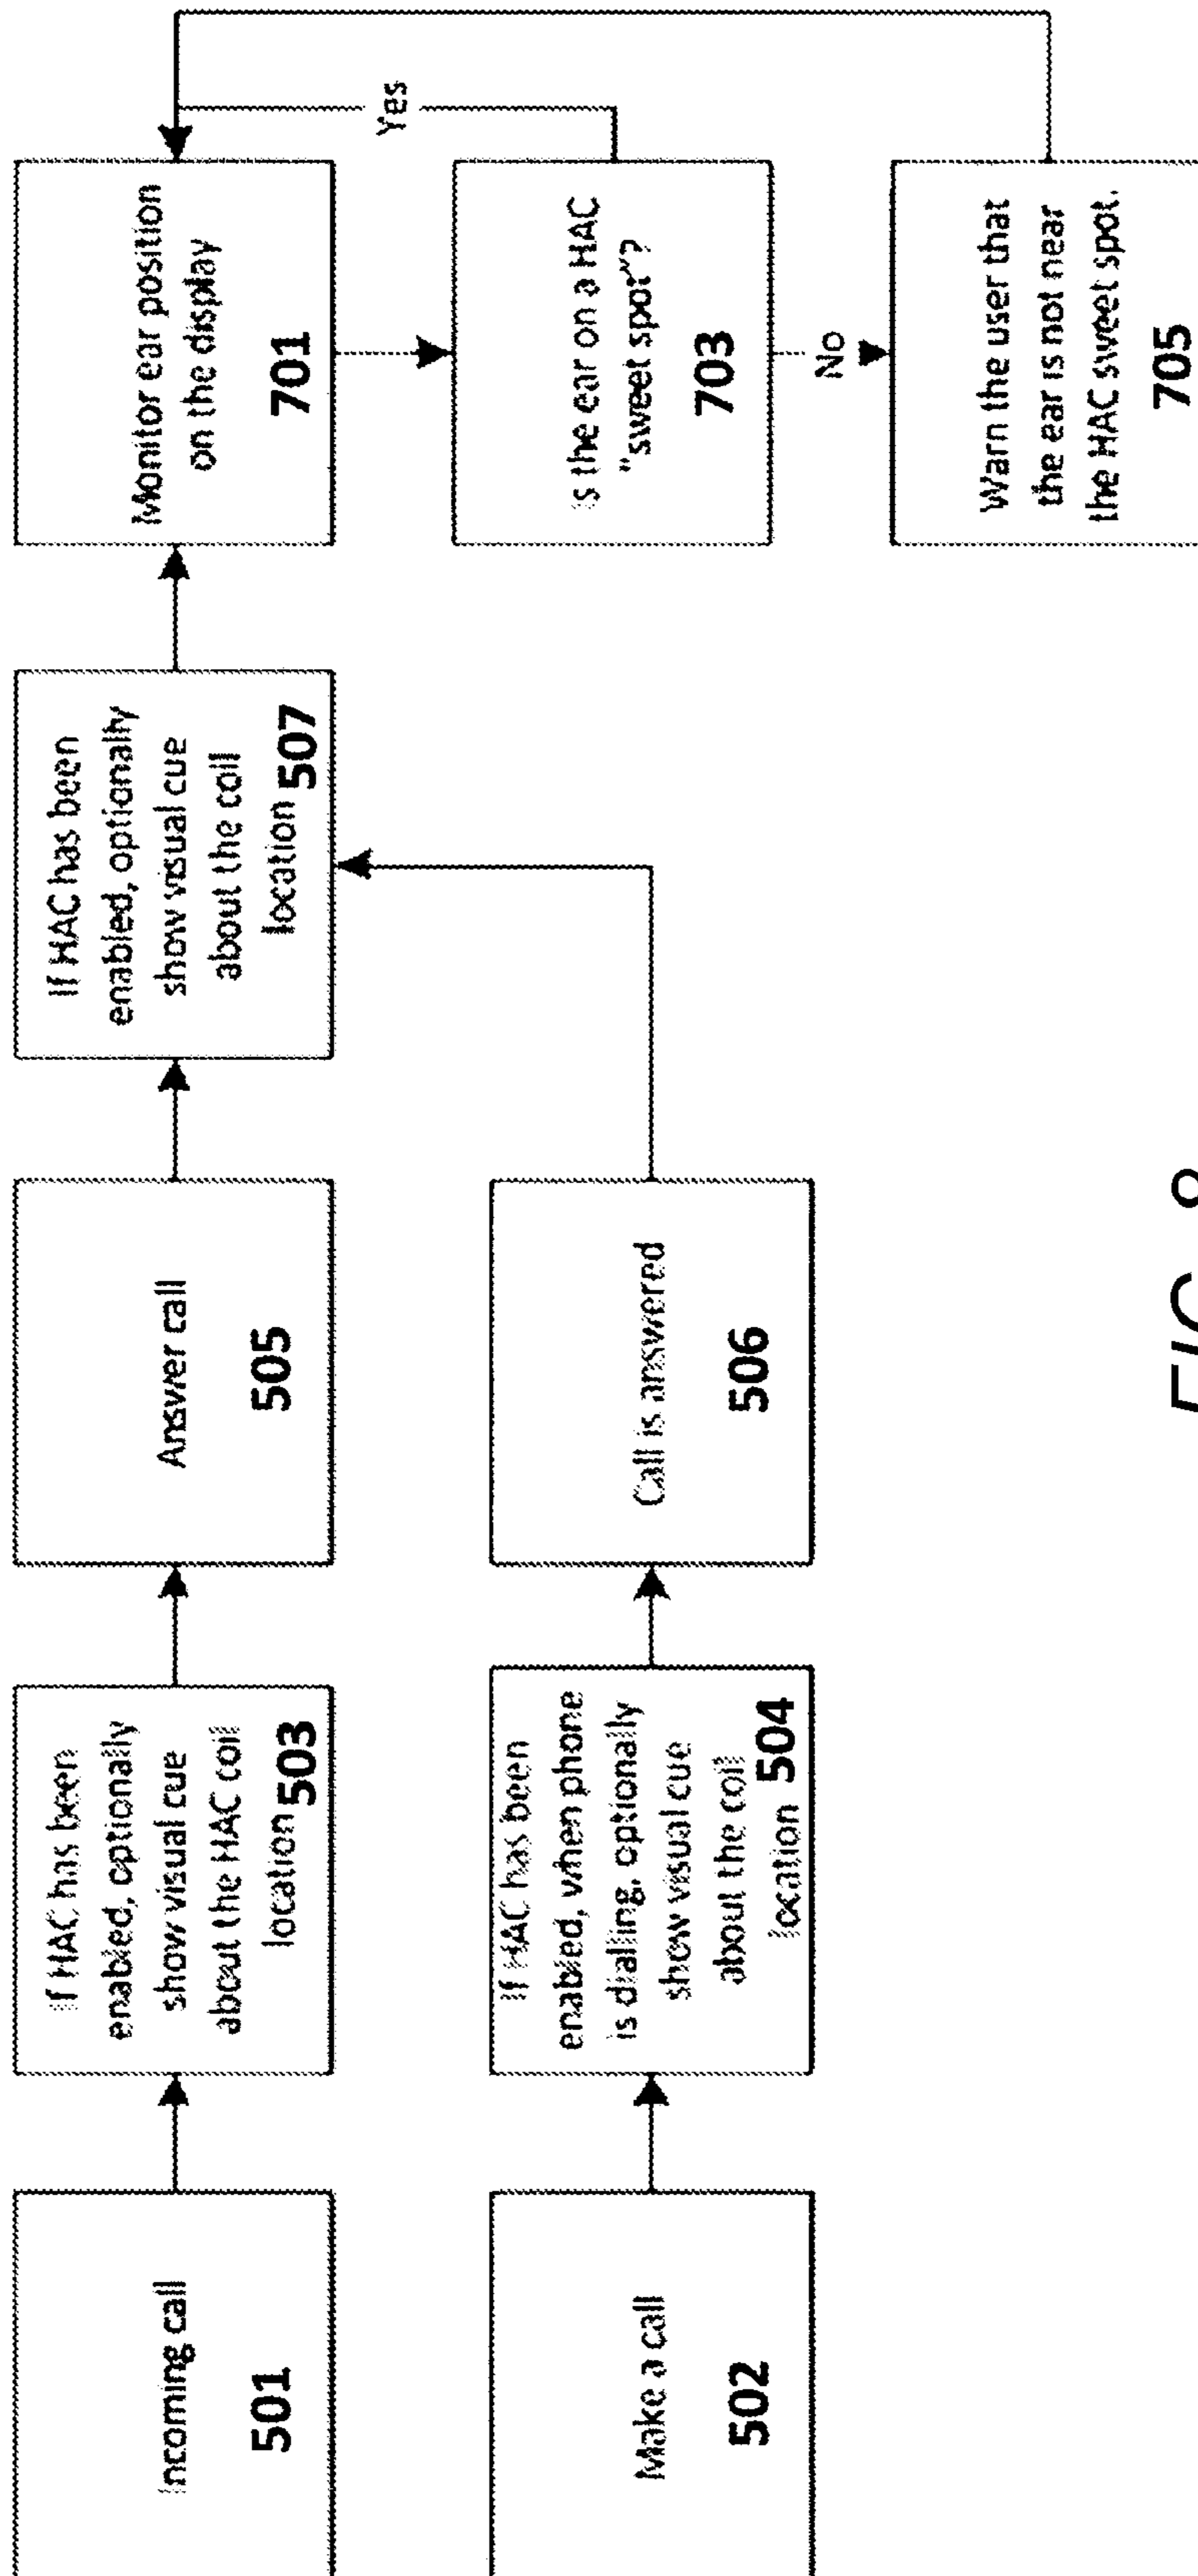 Incoming call
501
If HAC has been
enabled, optionally
show visual cue
about the HAC coil
location 503
Answer call
505
If HAC has been
enabled, optionally
show visual cue
about the coil
location 507
Monitor ear position
on the display
701
Yes
Make a call
502
If HAC has been
enabled, when phone
is dialling, optionally
show visual cue
about the coil
location 504
Call is answered
506
Is the ear on a HAC
"sweet spot"?
703
No
Warn the user that
the ear is not near
the HAC sweet spot.
705
FIG. 8